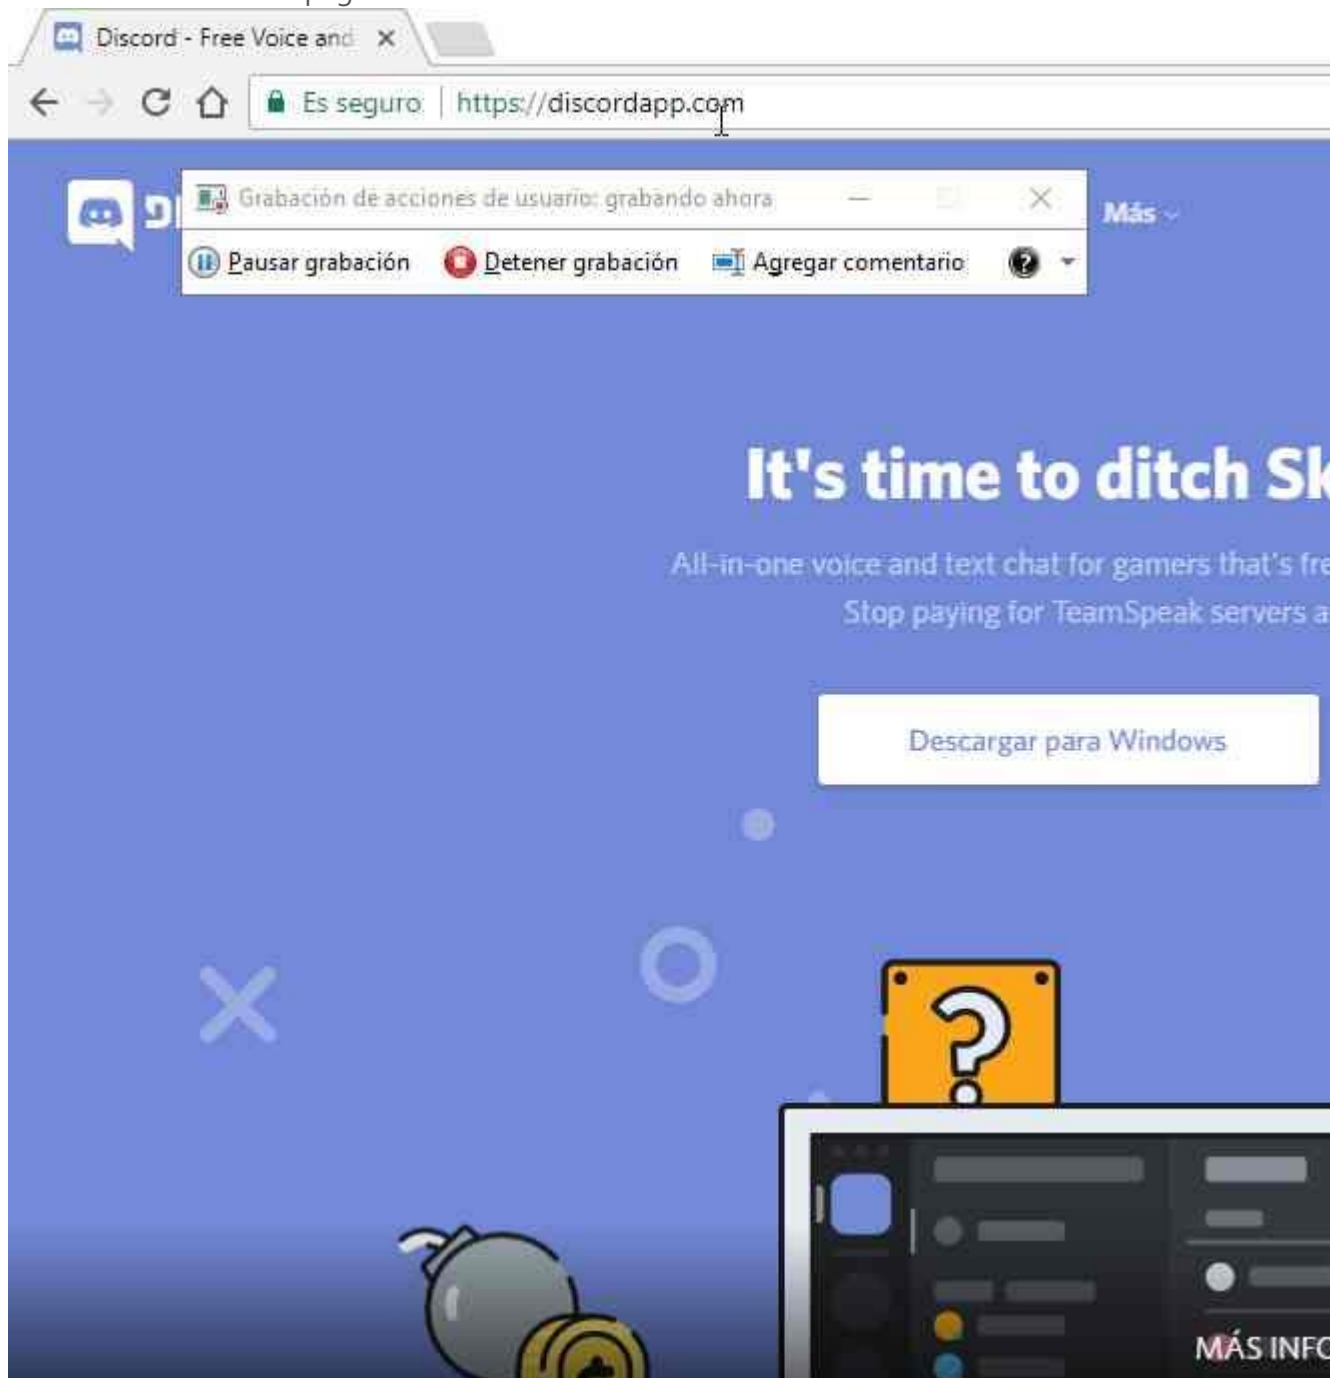 Discord - Free Voice and
Es seguro | https://discordapp.com
Grabación de acciones de usuario: grabando ahora
Más
Pausar grabación Detener grabación Agregar comentario
It's time to ditch Sk
All-in-one voice and text chat for gamers that's fre
Stop paying for TeamSpeak servers a
Descargar para Windows
?
MÁS INFO